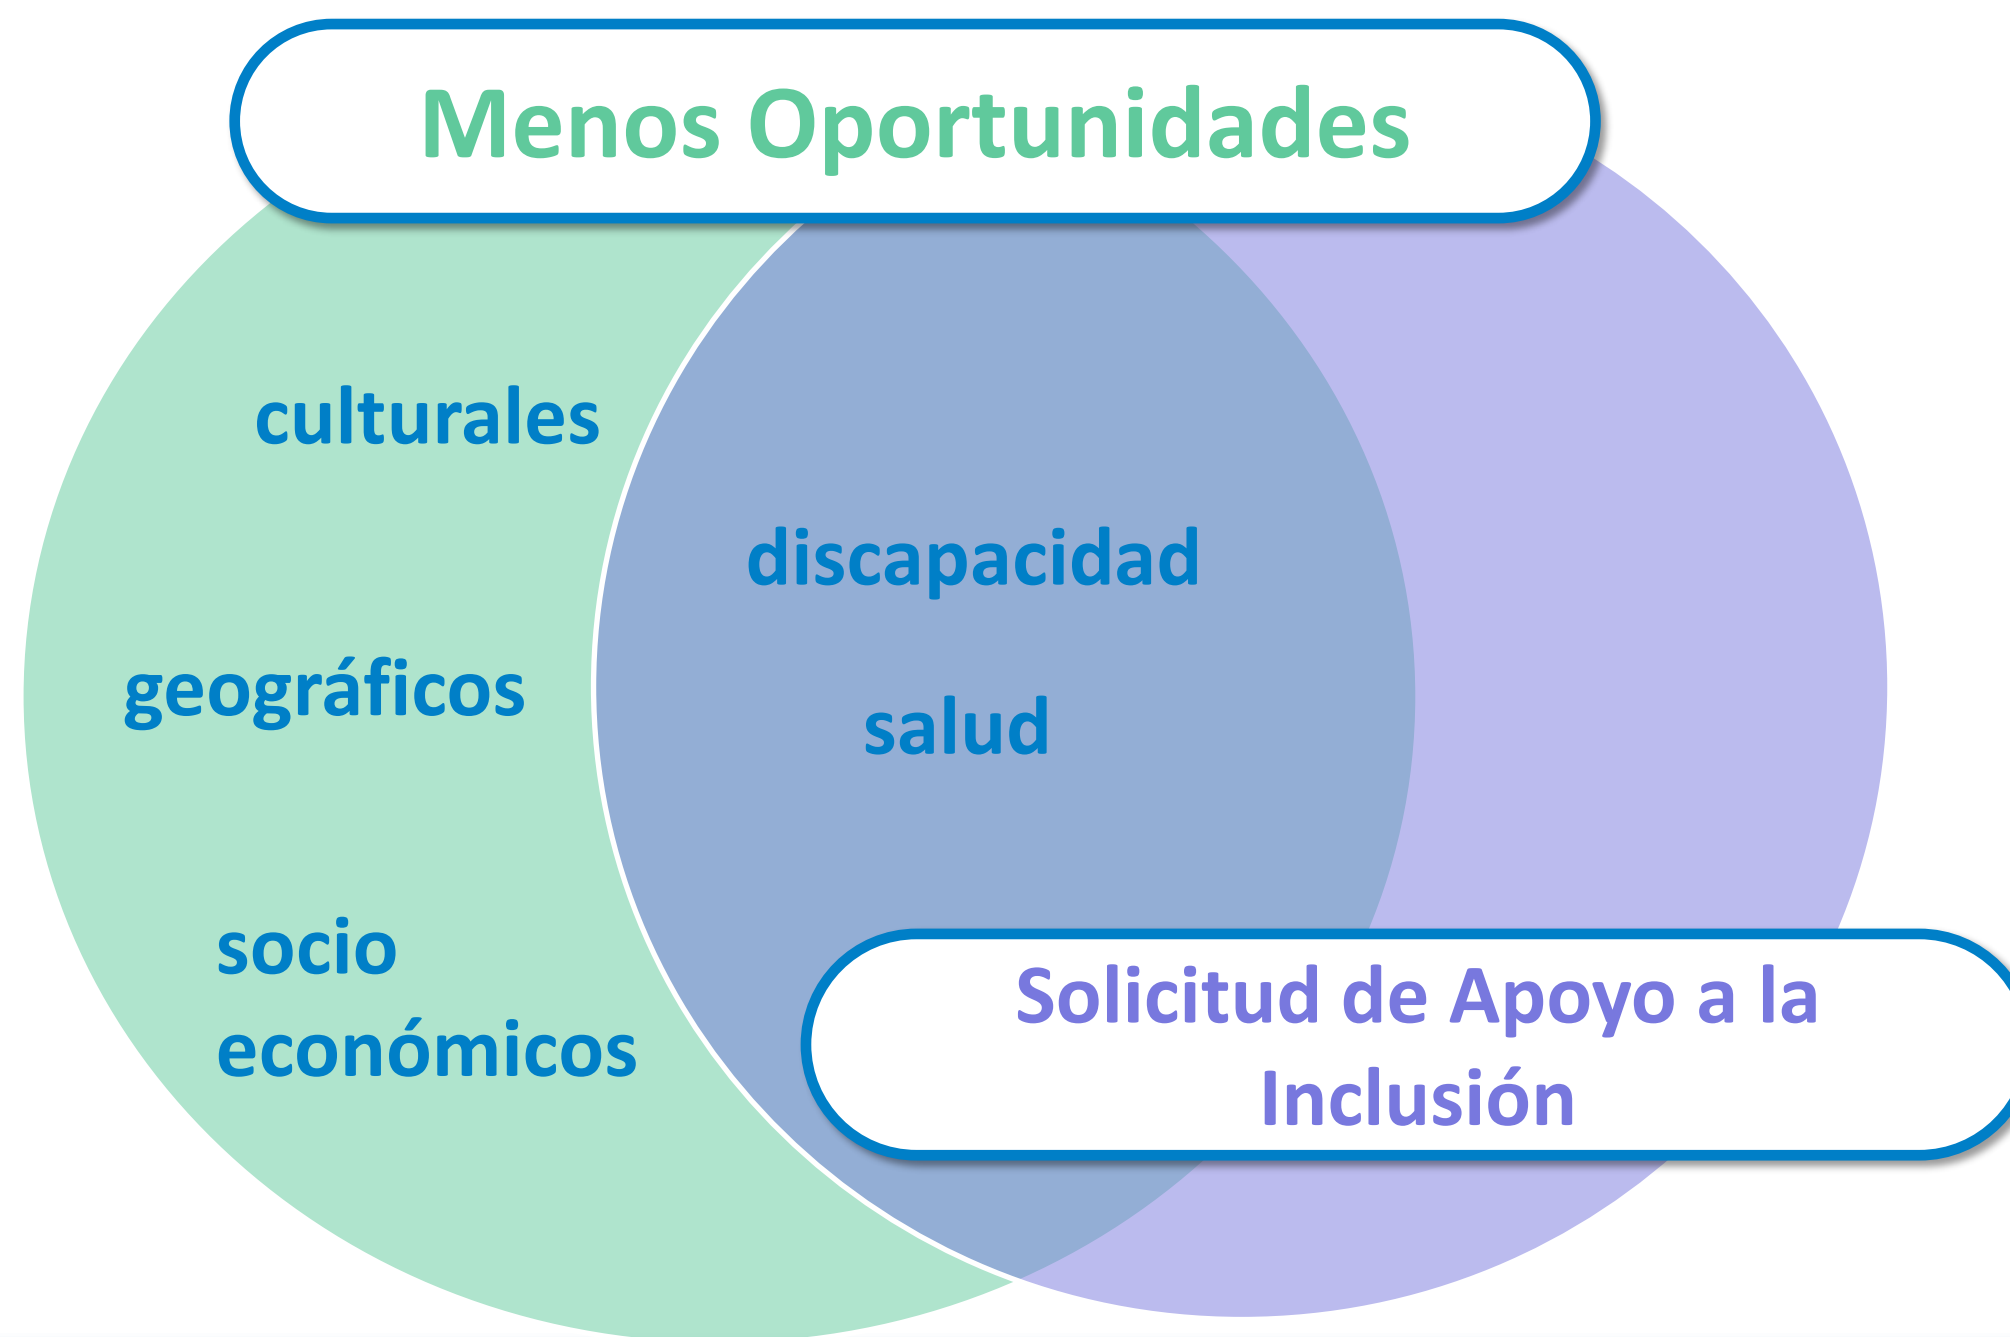 Menos Oportunidades
culturales
discapacidad
geográficos
salud
socio
económicos
Solicitud de Apoyo a la
Inclusión